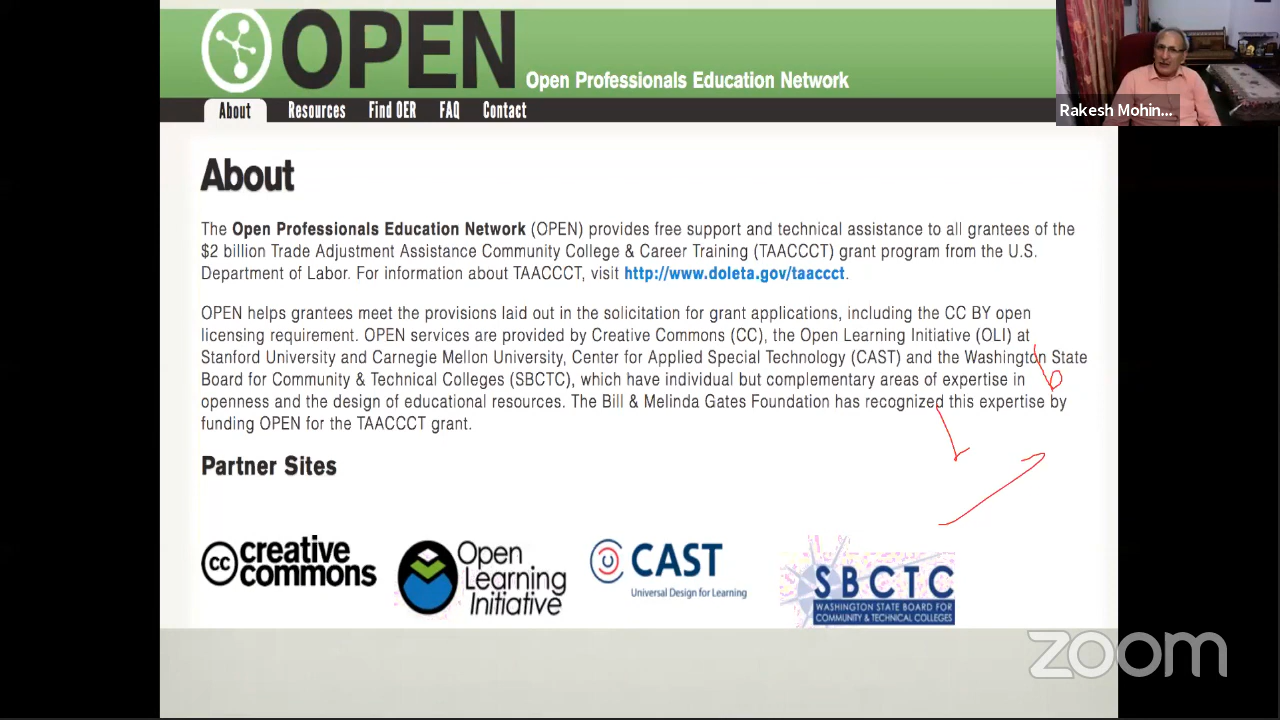 OPEN Open Professionals Education Network
Rakesh Mohin...
About Resources Find OER FAQ Contact
About
The Open Professionals Education Network (OPEN) provides free support and technical assistance to all grantees of the
$2 billion Trade Adjustment Assistance Community College & Career Training (TAACCCT) grant program from the U.S.
Department of Labor. For information about TAACCCT, visit http://www.doleta.gov/taaccct.
OPEN helps grantees meet the provisions laid out in the solicitation for grant applications, including the CC BY open
licensing requirement. OPEN services are provided by Creative Commons (CC), the Open Learning Initiative (OLI) at
Stanford University and Carnegie Mellon University, Center for Applied Special Technology (CAST) and the Washington State
Board for Community & Technical Colleges (SBCTC), which have individual but complementary areas of expertise in
openness and the design of educational resources. The Bill & Melinda Gates Foundation has recognized this expertise by
funding OPEN for the TAACCCT grant.
Partner Sites
cc creative
commons
Open
Learning
Initiative
CAST
Universal Design for Learning
SBCTC
WASHINGTON STATE BOARD FOR
COMMUNITY & TECHNICAL COLLEGES
zoom